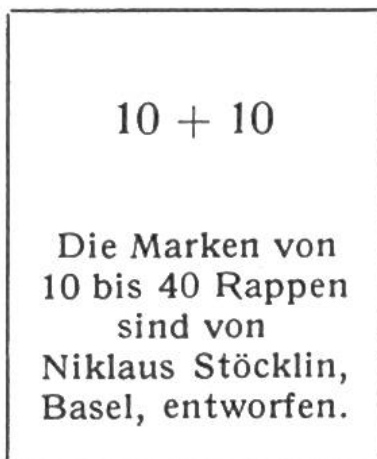 10 + 10
Die Marken von
10 bis 40 Rappen
sind von
Niklaus Stöcklin,
Basel, entworfen.